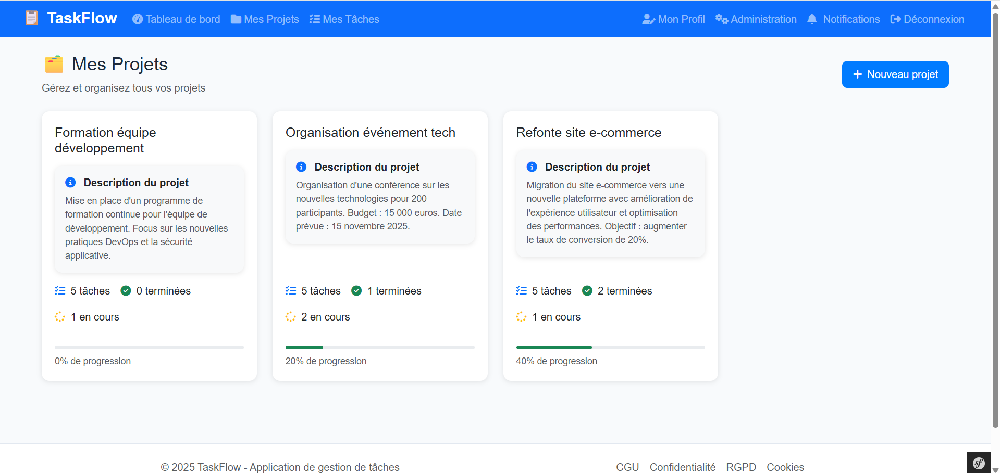 TaskFlow Tableau de bord Mes Projets Mes Tâches Mon Profil Administration Notifications Déconnexion
Mes Projets
Gérez et organisez tous vos projets
Nouveau projet
Formation équipe
développement
Description du projet
Mise en place d'un programme de
formation continue pour l'équipe de
développement. Focus sur les nouvelles
pratiques DevOps et la sécurité
applicative.
5 tâches 0 terminées
1 en cours
0% de progression
Organisation événement tech
Description du projet
Organisation d'une conférence sur les
nouvelles technologies pour 200
participants. Budget : 15 000 euros. Date
prévue : 15 novembre 2025.
5 tâches 1 terminées
2 en cours
20% de progression
Refonte site e-commerce
Description du projet
Migration du site e-commerce vers une
nouvelle plateforme avec amélioration de
l'expérience utilisateur et optimisation
des performances. Objectif : augmenter
le taux de conversion de 20%.
5 tâches 2 terminées
1 en cours
40% de progression
© 2025 TaskFlow - Application de gestion de tâches CGU Confidentialité RGPD Cookies
sf